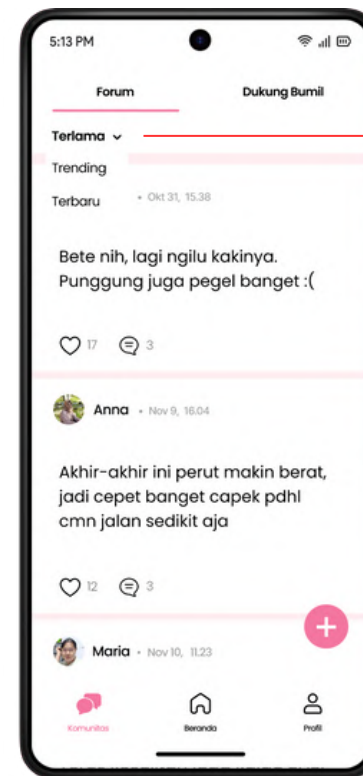 5:13 PM
Forum Dukung Bumil
Terlama
Trending
Terbaru • Okt 31, 15.38
Bete nih, lagi ngilu kakinya.
Punggung juga pegel banget :(
17 3
Anna • Nov 9, 16.04
Akhir-akhir ini perut makin berat,
jadi cepet banget capek pdhl
cmn jalan sedikit aja
12 3
+
Maria • Nov 10, 11.23
Komunitas Beranda Profil